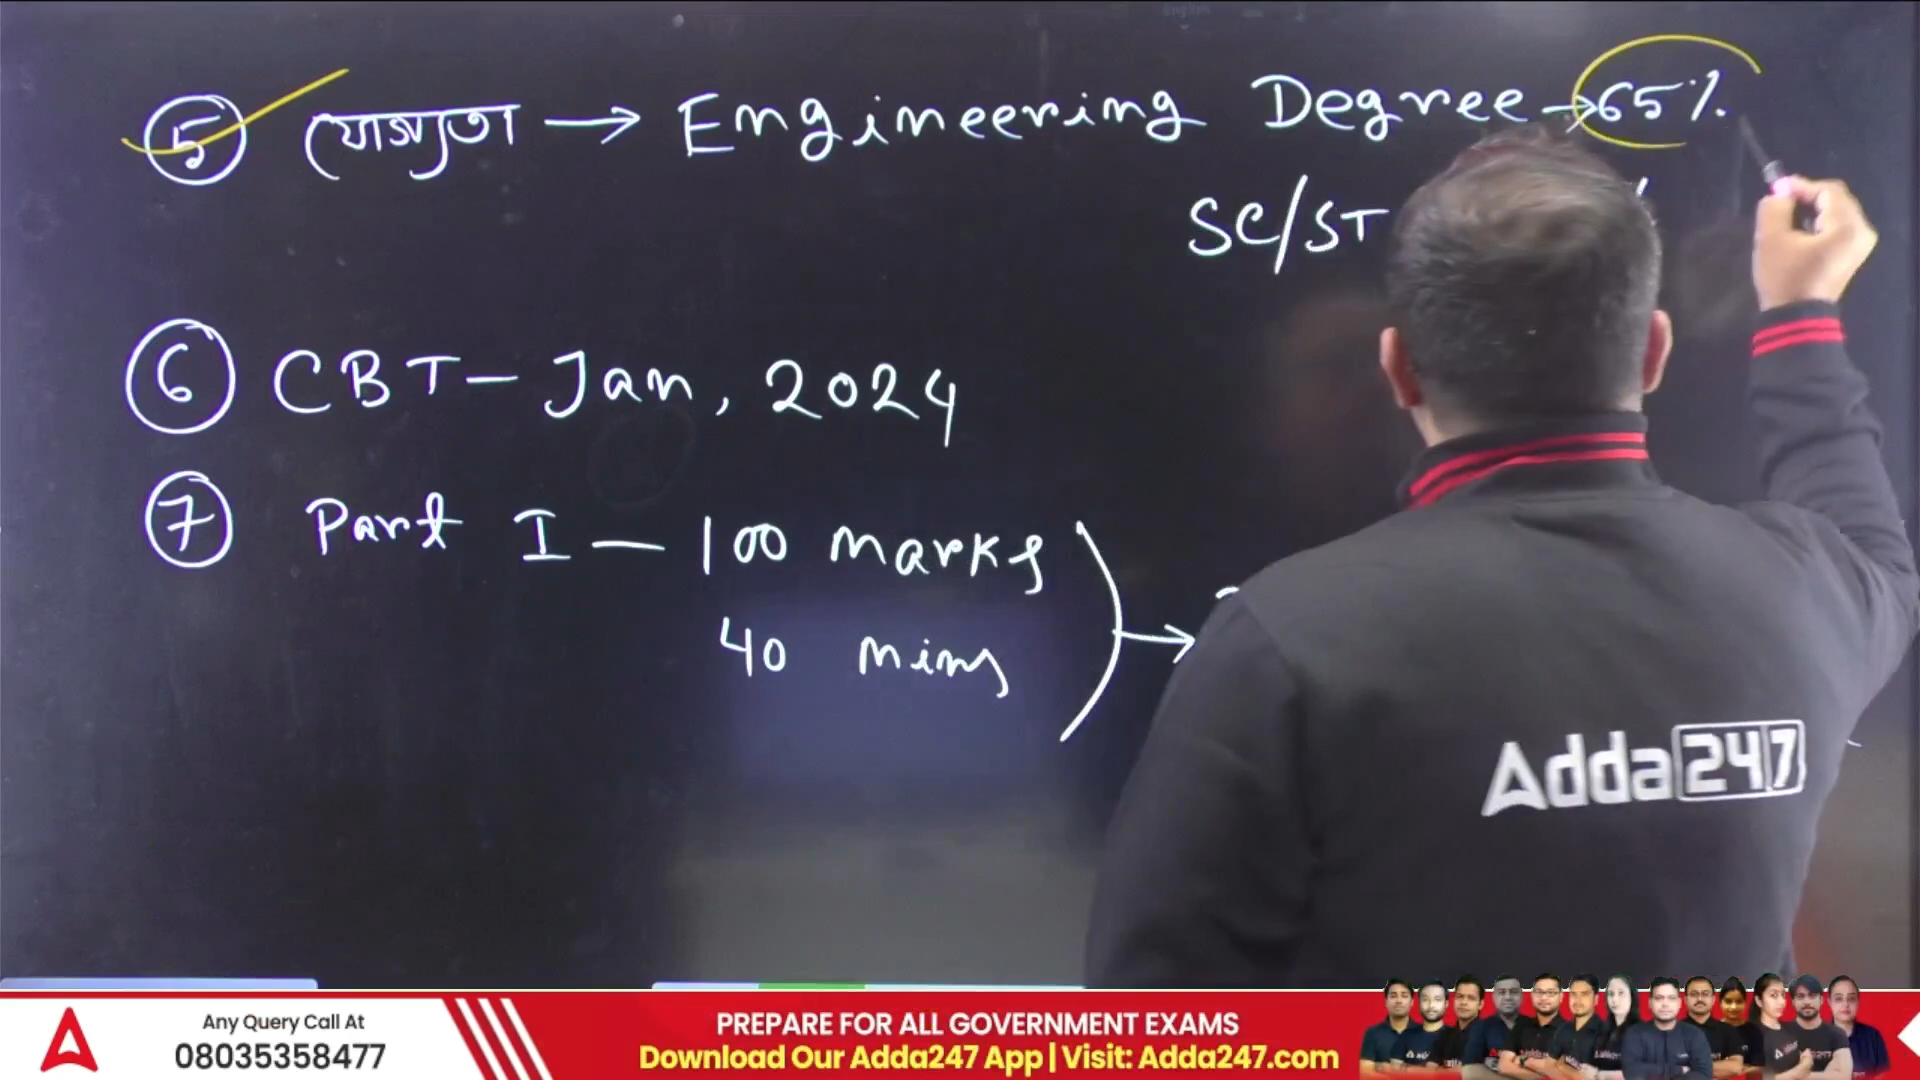 5 যোগ্যতা → Engineering Degree → 65%
SC/ST
6 CBT - Jan, 2024
7 Part I — 100 marks
40 mins
Adda247
Any Query Call At
08035358477
PREPARE FOR ALL GOVERNMENT EXAMS
Download Our Adda247 App | Visit: Adda247.com